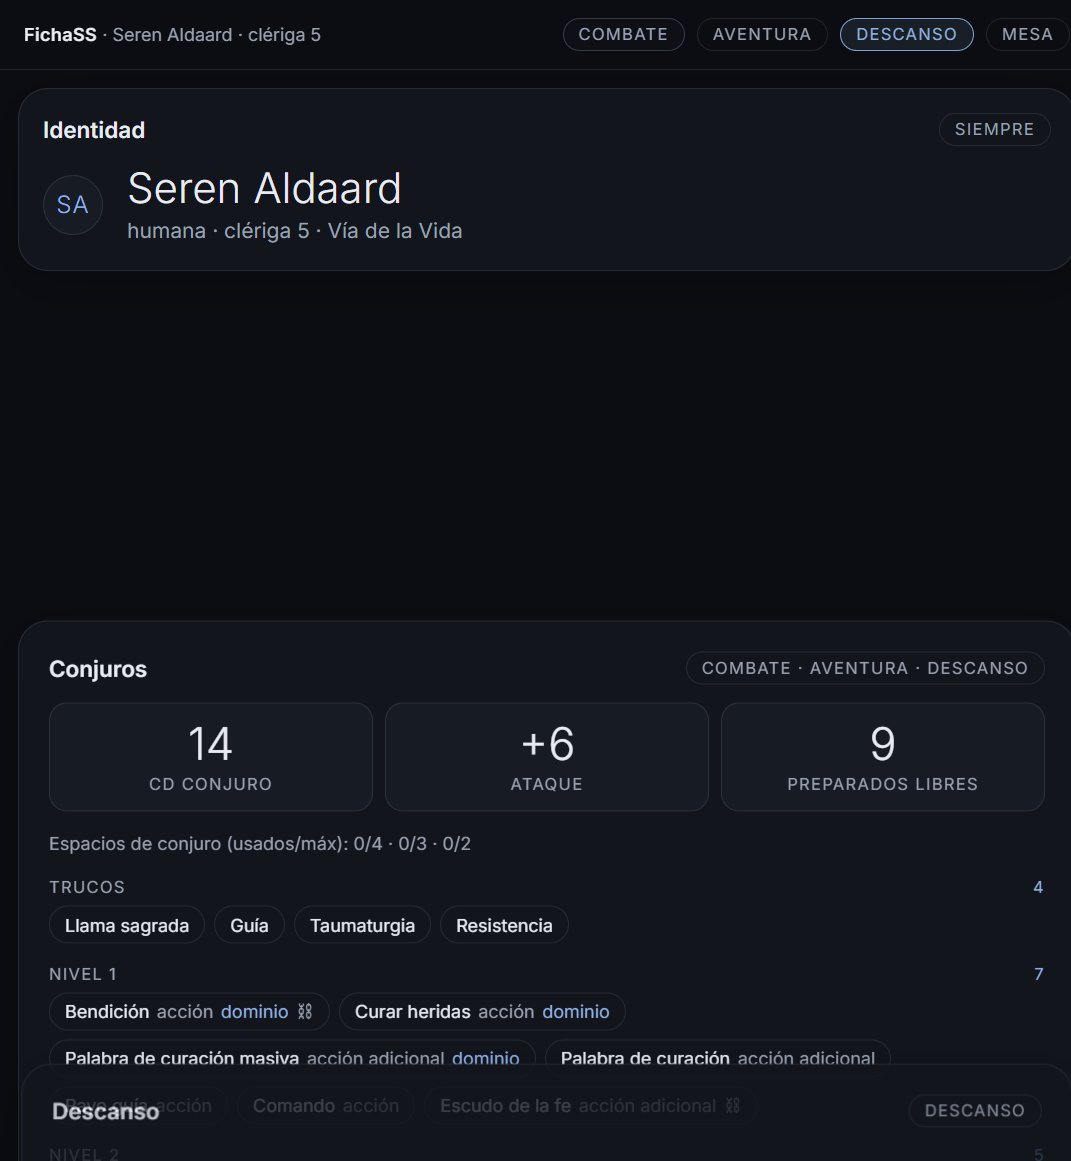 FichaSS · Seren Aldaard · clériga 5
COMBATE
AVENTURA
DESCANSO
MESA
Identidad
SIEMPRE
SA
Seren Aldaard
humana · clériga 5 · Vía de la Vida
Conjuros
COMBATE · AVENTURA · DESCANSO
14
CD CONJURO
+6
ATAQUE
9
PREPARADOS LIBRES
Espacios de conjuro (usados/máx): 0/4 · 0/3 · 0/2
TRUCOS 4
Llama sagrada
Guía
Taumaturgia
Resistencia
NIVEL 1 7
Bendición acción dominio ⛓
Curar heridas acción dominio
Palabra de curación masiva acción adicional dominio
Palabra de curación acción adicional
Rayo guía acción
Comando acción
Escudo de la fe acción adicional ⛓
Descanso
DESCANSO
NIVEL 2 5